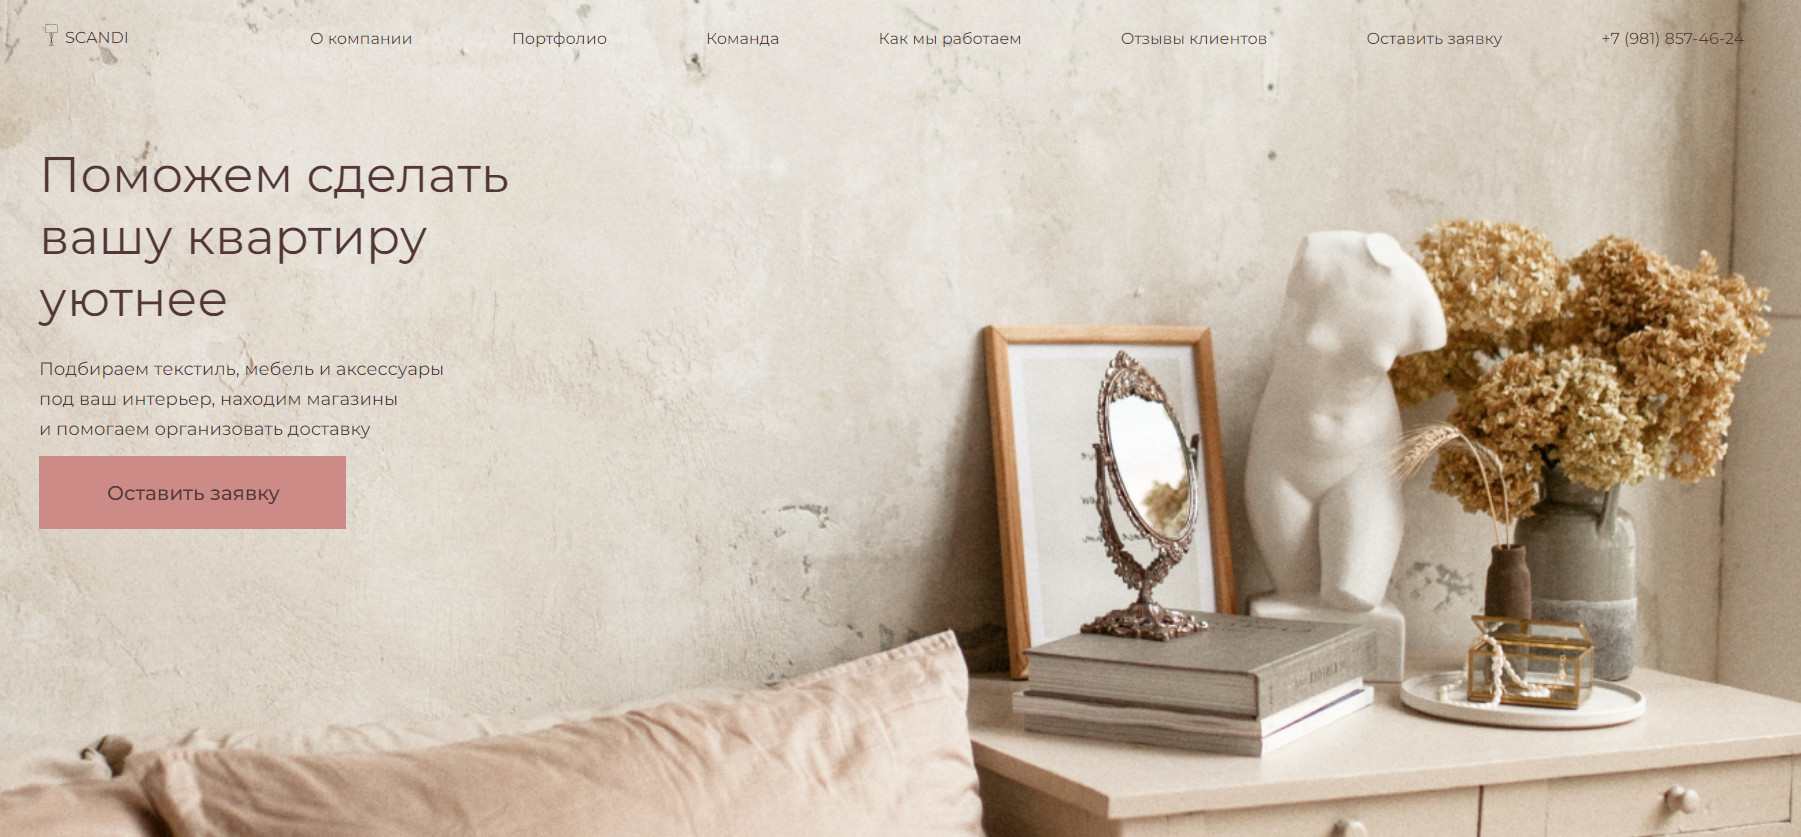 SCANDI
О компании
Портфолио
Команда
Как мы работаем
Отзывы клиентов
Оставить заявку
+7 (981) 857-46-24
Поможем сделать
вашу квартиру
уютнее
Подбираем текстиль, мебель и аксессуары
под ваш интерьер, находим магазины
и помогаем организовать доставку
Оставить заявку